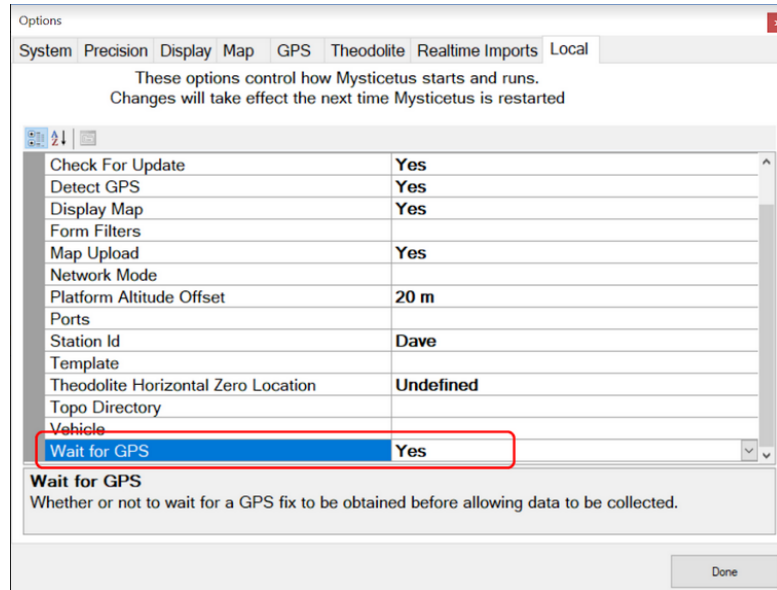 Options
System Precision Display Map GPS Theodolite Realtime Imports Local
These options control how Mysticetus starts and runs.
Changes will take effect the next time Mysticetus is restarted
Check For Update Yes
Detect GPS Yes
Display Map Yes
Form Filters
Map Upload Yes
Network Mode
Platform Altitude Offset 20 m
Ports
Station Id Dave
Template
Theodolite Horizontal Zero Location Undefined
Topo Directory
Vehicle
Wait for GPS Yes
Wait for GPS
Whether or not to wait for a GPS fix to be obtained before allowing data to be collected.
Done